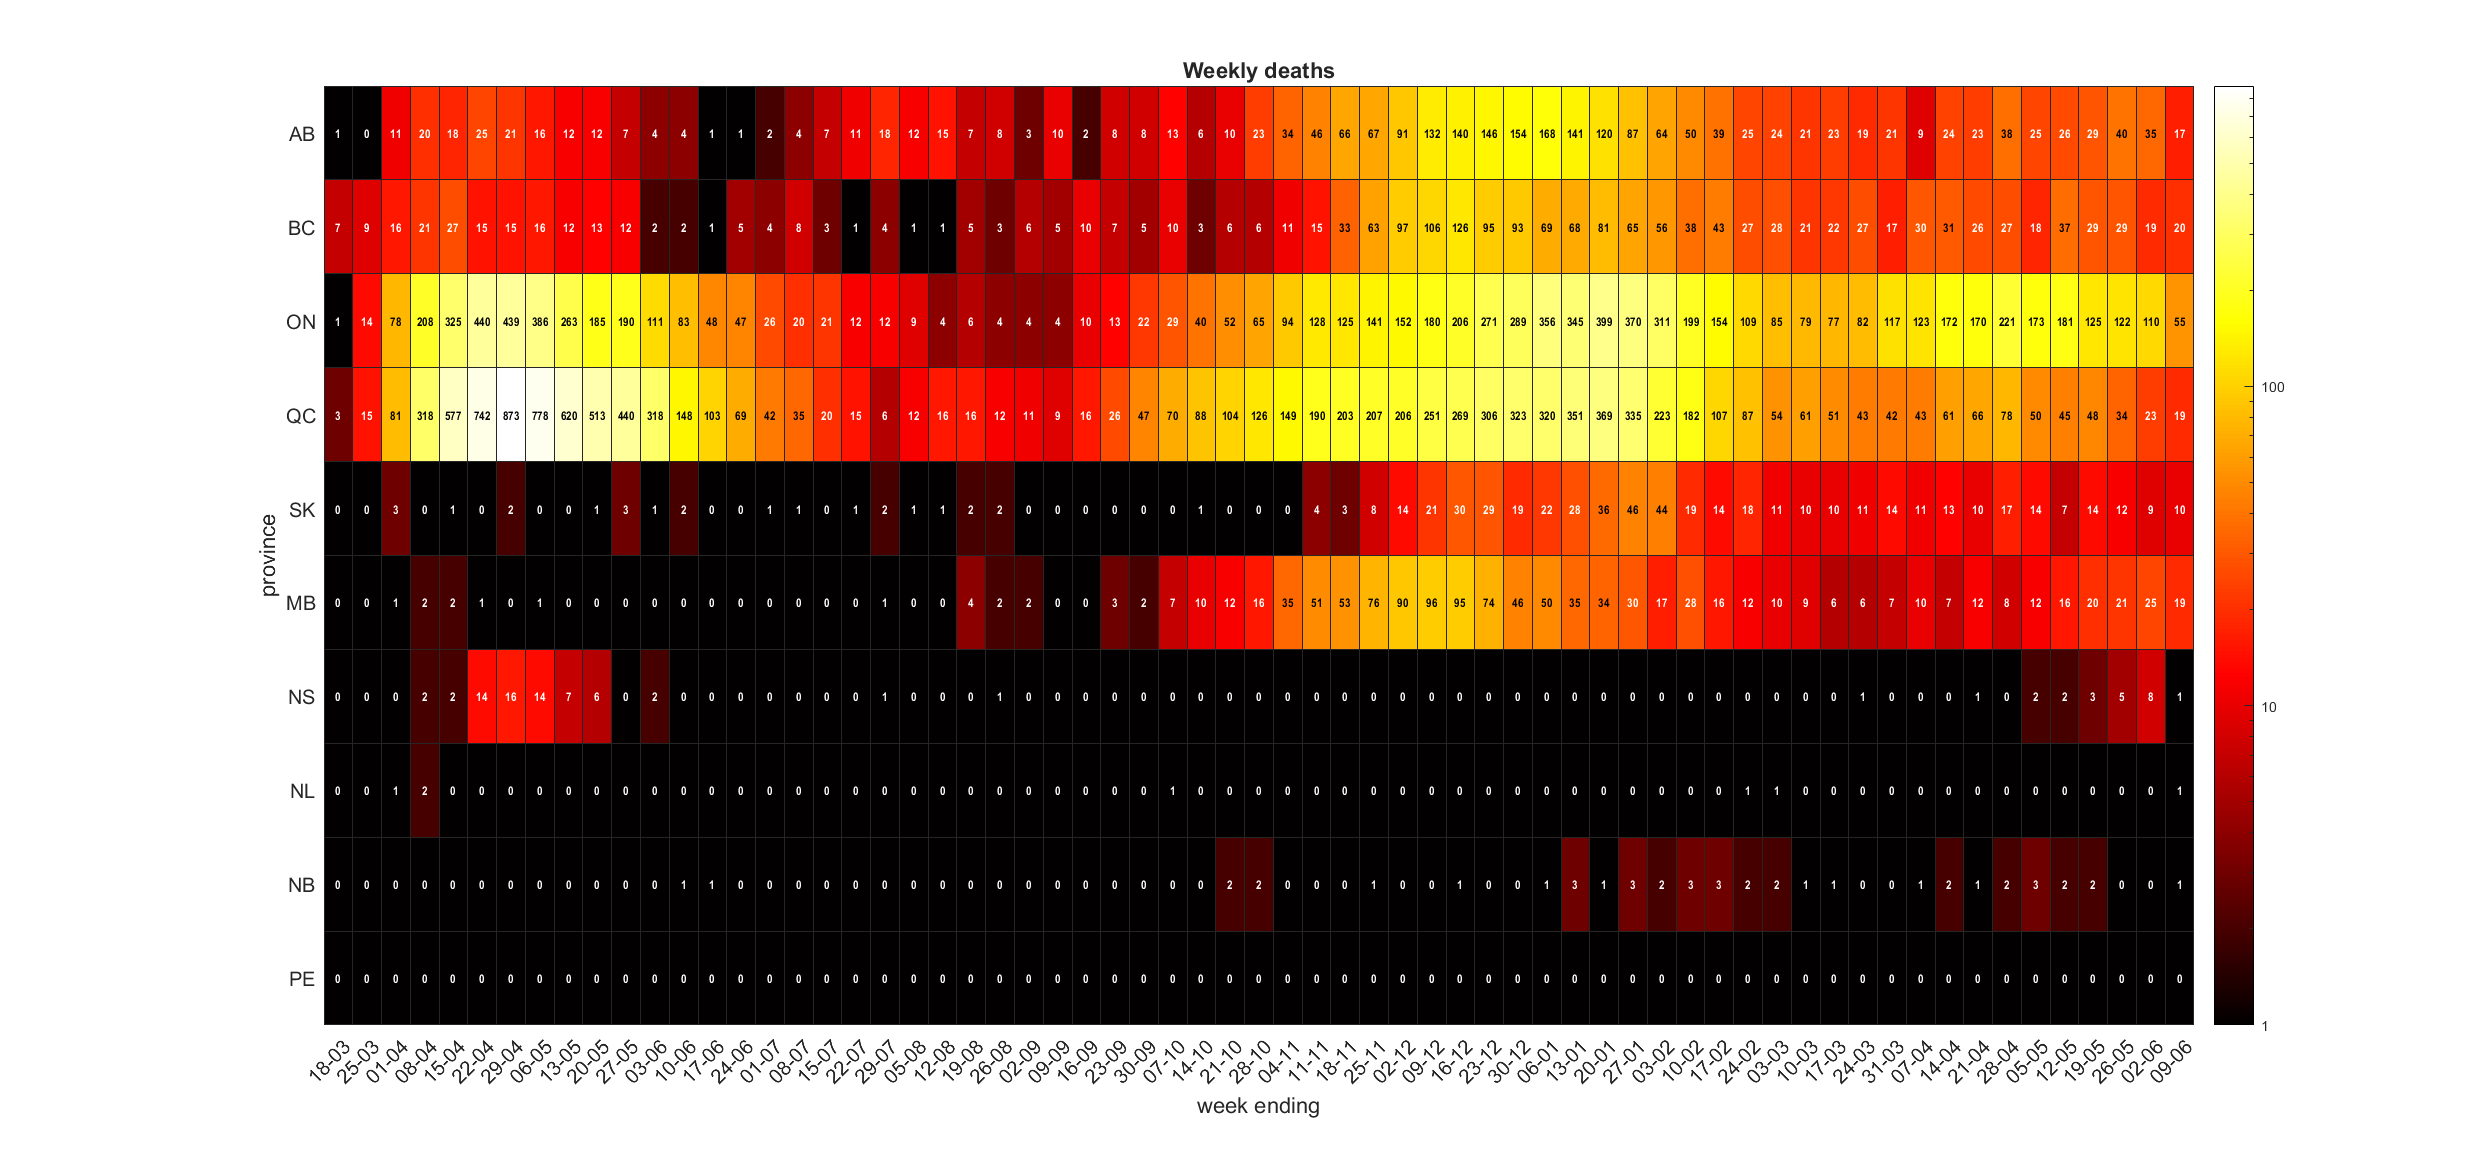 Weekly deaths
AB 1 0 11 20 18 25 21 16 12 12 7 4 4 1 1 2 4 7 11 18 12 15 7 8 3 10 2 8 8 13 6 10 23 34 46 66 67 91 132 140 146 154 168 141 120 87 64 50 39 25 24 21 23 19 21 9 24 23 38 25 26 29 40 35 17
BC 7 9 16 21 27 15 15 16 12 13 12 2 2 1 5 4 8 3 1 4 1 1 5 3 6 5 10 7 5 10 3 6 6 11 15 33 63 97 106 126 95 93 69 68 81 65 56 38 43 27 28 21 22 27 17 30 31 26 27 18 37 29 29 19 20
ON 1 14 78 208 325 440 439 386 263 185 190 111 83 48 47 26 20 21 12 12 9 4 6 4 4 4 10 13 22 29 40 52 65 94 128 125 141 152 180 206 271 289 356 345 399 370 311 199 154 109 85 79 77 82 117 123 172 170 221 173 181 125 122 110 55
QC 3 15 81 318 577 742 873 778 620 513 440 318 148 103 69 42 35 20 15 6 12 16 16 12 11 9 16 26 47 70 88 104 126 149 190 203 207 206 251 269 306 323 320 351 369 335 223 182 107 87 54 61 51 43 42 43 61 66 78 50 45 48 34 23 19
100
SK 0 0 3 0 1 0 2 0 0 1 3 1 2 0 0 1 1 0 1 2 1 1 2 2 0 0 0 0 0 0 1 0 0 0 4 3 8 14 21 30 29 19 22 28 36 46 44 19 14 18 11 10 10 11 14 11 13 10 17 14 7 14 12 9 10
province
MB 0 0 1 2 2 1 0 1 0 0 0 0 0 0 0 0 0 0 0 1 0 0 4 2 2 0 0 3 2 7 10 12 16 35 51 53 76 90 96 95 74 46 50 35 34 30 17 28 16 12 10 9 6 6 7 10 7 12 8 12 16 20 21 25 19
NS 0 0 0 2 2 14 16 14 7 6 0 2 0 0 0 0 0 0 0 1 0 0 0 1 0 0 0 0 0 0 0 0 0 0 0 0 0 0 0 0 0 0 0 0 0 0 0 0 0 0 0 0 0 1 0 0 0 1 0 2 2 3 5 8 1
10
NL 0 0 1 2 0 0 0 0 0 0 0 0 0 0 0 0 0 0 0 0 0 0 0 0 0 0 0 0 0 1 0 0 0 0 0 0 0 0 0 0 0 0 0 0 0 0 0 0 0 1 1 0 0 0 0 0 0 0 0 0 0 0 0 0 1
NB 0 0 0 0 0 0 0 0 0 0 0 0 1 1 0 0 0 0 0 0 0 0 0 0 0 0 0 0 0 0 0 2 2 0 0 0 1 0 0 1 0 0 1 3 1 3 2 3 3 2 2 1 1 0 0 1 2 1 2 3 2 2 0 0 1
PE 0 0 0 0 0 0 0 0 0 0 0 0 0 0 0 0 0 0 0 0 0 0 0 0 0 0 0 0 0 0 0 0 0 0 0 0 0 0 0 0 0 0 0 0 0 0 0 0 0 0 0 0 0 0 0 0 0 0 0 0 0 0 0 0 0
1
18-03 25-03 01-04 08-04 15-04 22-04 29-04 06-05 13-05 20-05 27-05 03-06 10-06 17-06 24-06 01-07 08-07 15-07 22-07 29-07 05-08 12-08 19-08 26-08 02-09 09-09 16-09 23-09 30-09 07-10 14-10 21-10 28-10 04-11 11-11 18-11 25-11 02-12 09-12 16-12 23-12 30-12 06-01 13-01 20-01 27-01 03-02 10-02 17-02 24-02 03-03 10-03 17-03 24-03 31-03 07-04 14-04 21-04 28-04 05-05 12-05 19-05 26-05 02-06 09-06
week ending